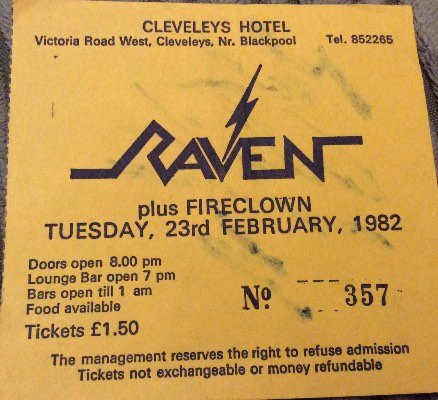 CLEVELEYS HOTEL
Victoria Road West, Cleveleys, Nr. Blackpool Tel. 852265
RAVEN
plus FIRECLOWN
TUESDAY, 23rd FEBRUARY, 1982
Doors open 8.00 pm
Lounge Bar open 7 pm
Bars open till 1 am
Food available
Nº 357
Tickets £1.50
The management reserves the right to refuse admission
Tickets not exchangeable or money refundable